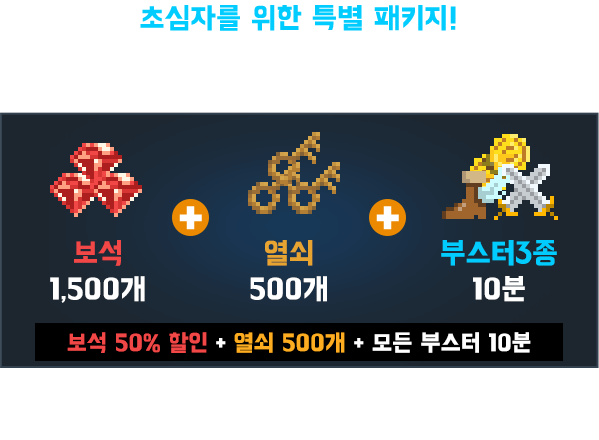 초심자를 위한 특별 패키지!
보석 열쇠 부스터3종
1,500개 500개 10분
보석 50% 할인 + 열쇠 500개 + 모든 부스터 10분